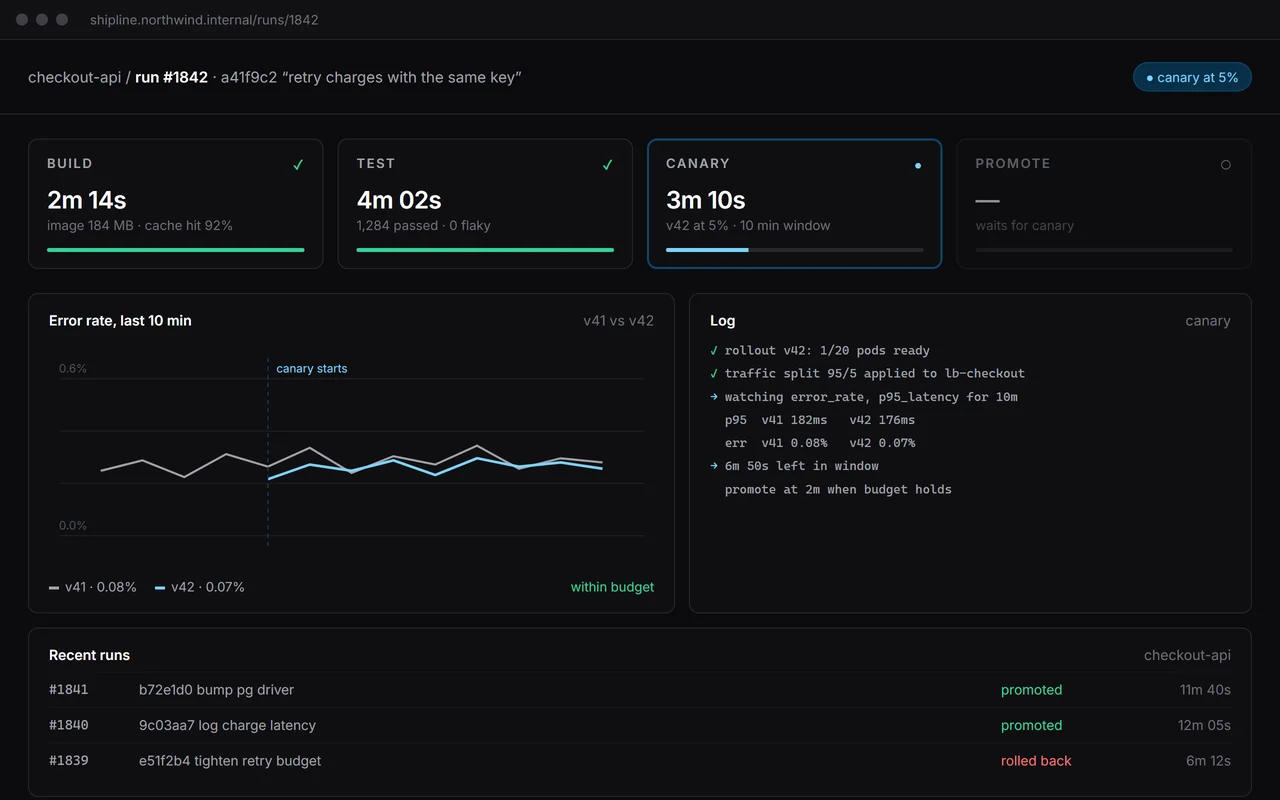 shipline.northwind.internal/runs/1842
checkout-api / run #1842 · a41f9c2 “retry charges with the same key”
● canary at 5%
BUILD ✓
2m 14s
image 184 MB · cache hit 92%
TEST ✓
4m 02s
1,284 passed · 0 flaky
CANARY ●
3m 10s
v42 at 5% · 10 min window
PROMOTE ○
—
waits for canary
Error rate, last 10 min
v41 vs v42
0.6%
canary starts
0.0%
v41 · 0.08%
v42 · 0.07%
within budget
Log
canary
✓ rollout v42: 1/20 pods ready
✓ traffic split 95/5 applied to lb-checkout
→ watching error_rate, p95_latency for 10m
p95 v41 182ms v42 176ms
err v41 0.08% v42 0.07%
→ 6m 50s left in window
promote at 2m when budget holds
Recent runs
checkout-api
#1841 b72e1d0 bump pg driver promoted 11m 40s
#1840 9c03aa7 log charge latency promoted 12m 05s
#1839 e51f2b4 tighten retry budget rolled back 6m 12s